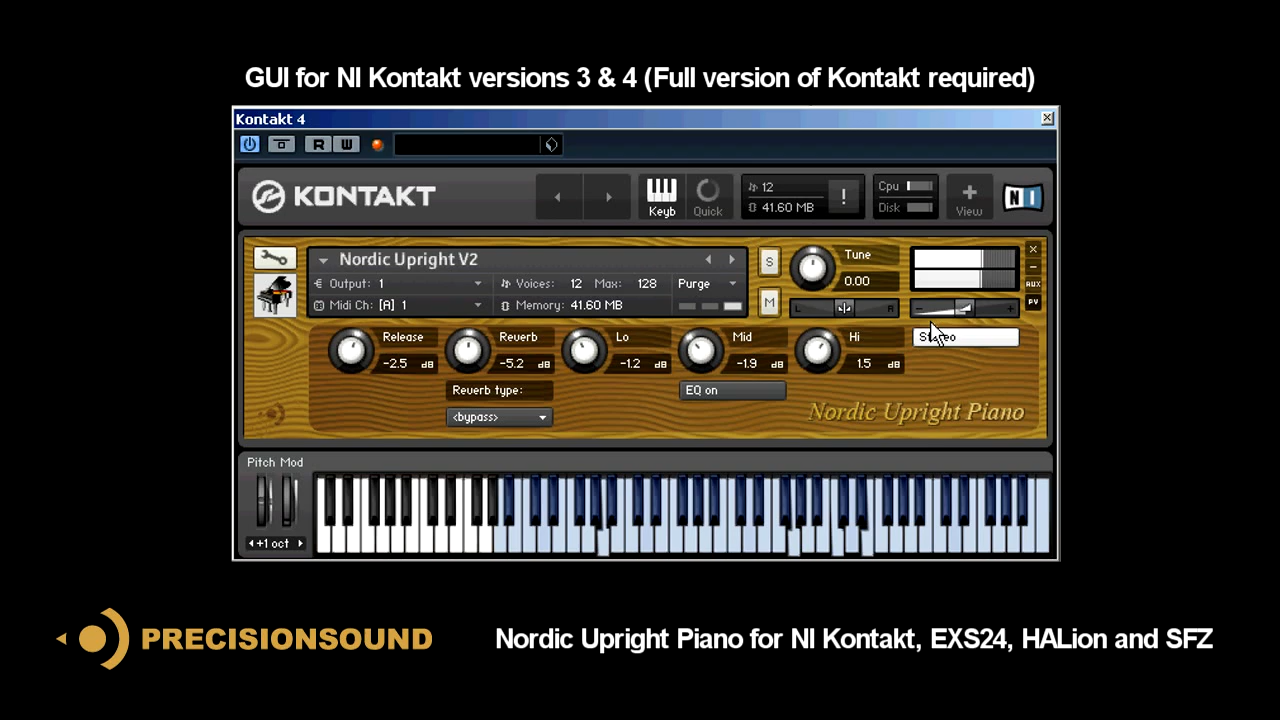 GUI for NI Kontakt versions 3 & 4 (Full version of Kontakt required)
Kontakt 4
R W
KONTAKT
Keyb
Quick
12
41.60 MB
!
Cpu
Disk
View
NI
Nordic Upright V2
Output: 1
Voices: 12 Max: 128
Purge
Midi Ch: [A] 1
Memory: 41.60 MB
S
M
Tune
0.00
L R
AUX
PV
Release
-2.5 dB
Reverb
-5.2 dB
Lo
-1.2 dB
Mid
-1.9 dB
Hi
1.5 dB
Reverb type:
<bypass>
EQ on
Nordic Upright Piano
Pitch Mod
+1 oct
PRECISIONSOUND
Nordic Upright Piano for NI Kontakt, EXS24, HALion and SFZ